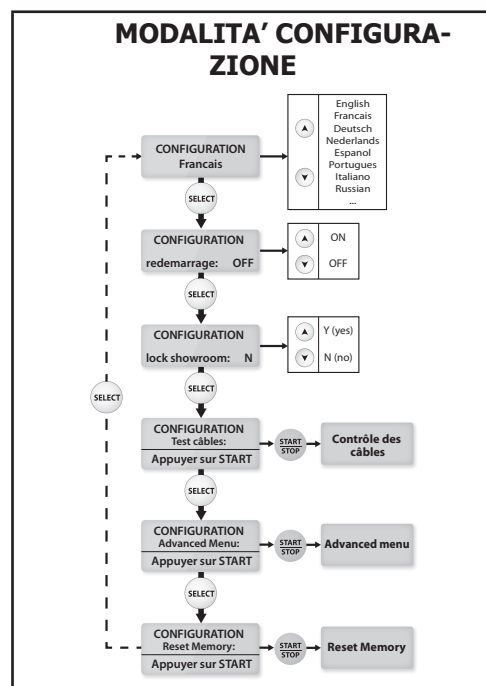 MODALITA’ CONFIGURA-
ZIONE
CONFIGURATION
Francais
English
Francais
Deutsch
Nederlands
Espanol
Portugues
Italiano
Russian
...
SELECT
CONFIGURATION
redemarrage: OFF
ON
OFF
SELECT
CONFIGURATION
lock showroom: N
Y (yes)
N (no)
SELECT
SELECT
CONFIGURATION
Test câbles:
Appuyer sur START
START
STOP
Contrôle des
câbles
SELECT
CONFIGURATION
Advanced Menu:
Appuyer sur START
START
STOP
Advanced menu
SELECT
CONFIGURATION
Reset Memory:
Appuyer sur START
START
STOP
Reset Memory